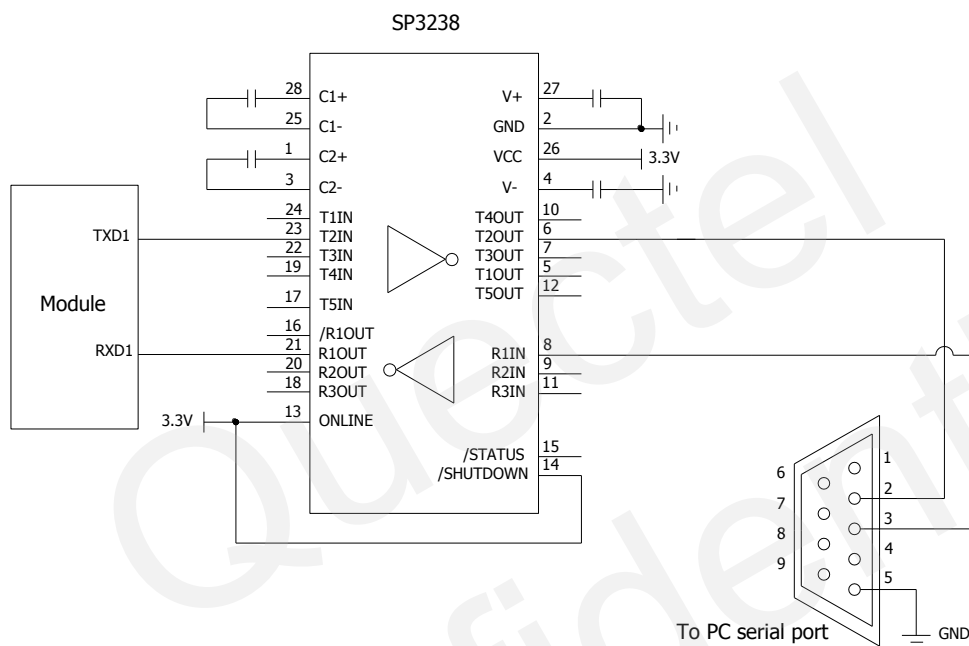 SP3238
28 C1+ V+ 27
25 C1- GND 2
1 C2+ VCC 26 3.3V
3 C2- V- 4
24 T1IN T4OUT 10
TXD1 23 T2IN T2OUT 6
22 T3IN T3OUT 7
19 T4IN T1OUT 5
17 T5IN T5OUT 12
Module
16 /R1OUT
RXD1 21 R1OUT R1IN 8
20 R2OUT R2IN 9
18 R3OUT R3IN 11
3.3V 13 ONLINE
/STATUS 15
/SHUTDOWN 14
1
6
2
7
3
8
4
9
5
To PC serial port
GND
Quectel